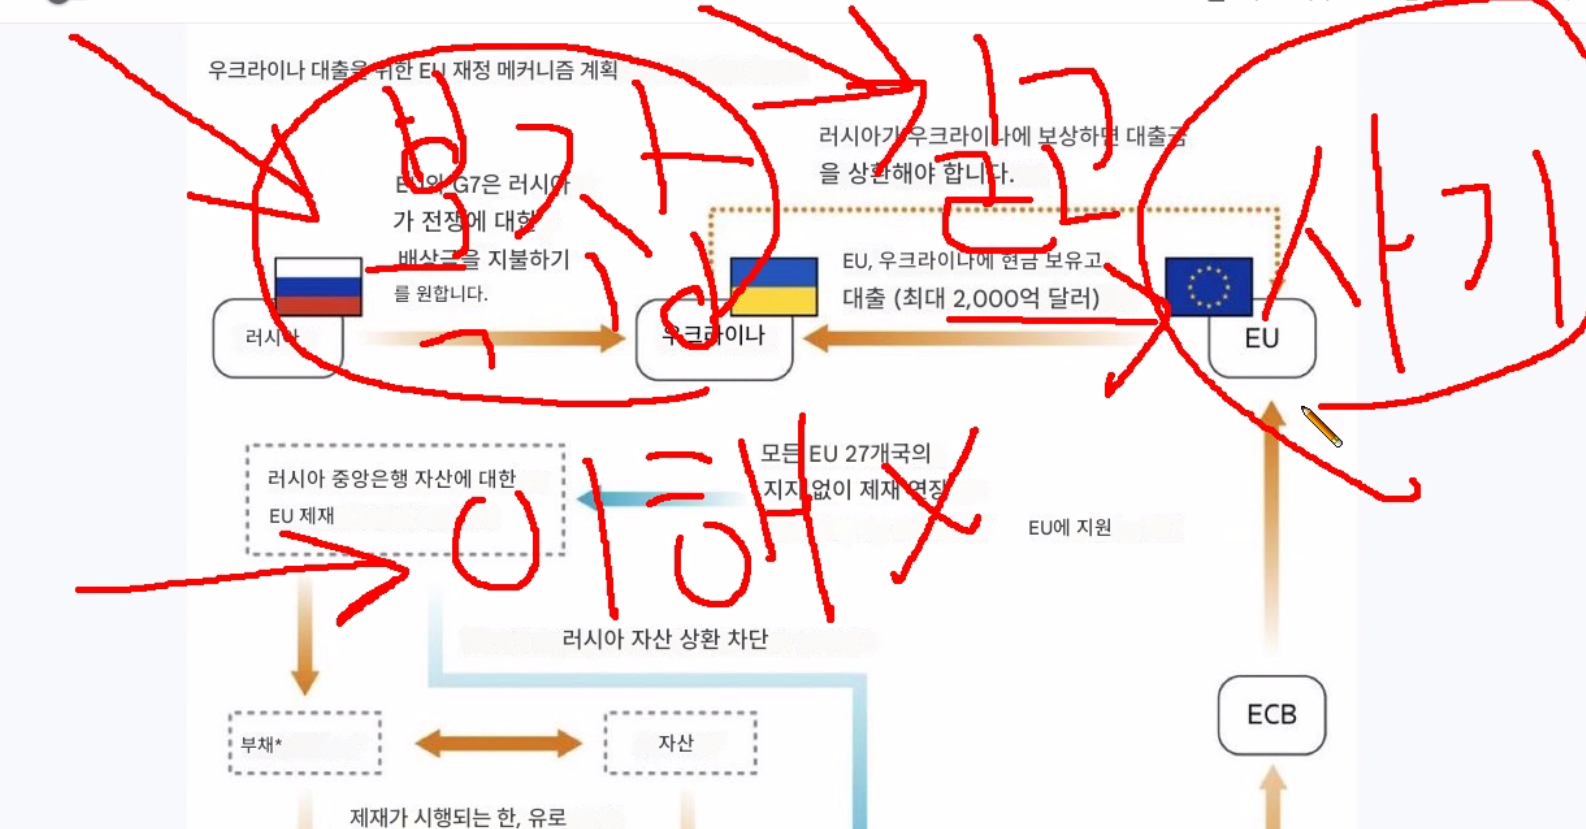 우크라이나 대출을 위한 EU 재정 메커니즘 계획
러시아가 우크라이나에 보상하면 대출금
을 상환해야 합니다.
EU와 G7은 러시아
가 전쟁에 대한
배상금을 지불하기
를 원합니다.
EU, 우크라이나에 현금 보유고
대출 (최대 2,000억 달러)
러시아
우크라이나
EU
사기
이해
러시아 중앙은행 자산에 대한
EU 제재
모든 EU 27개국의
지지 없이 제재 연장
EU에 지원
러시아 자산 상환 차단
부채*
자산
ECB
제재가 시행되는 한, 유로